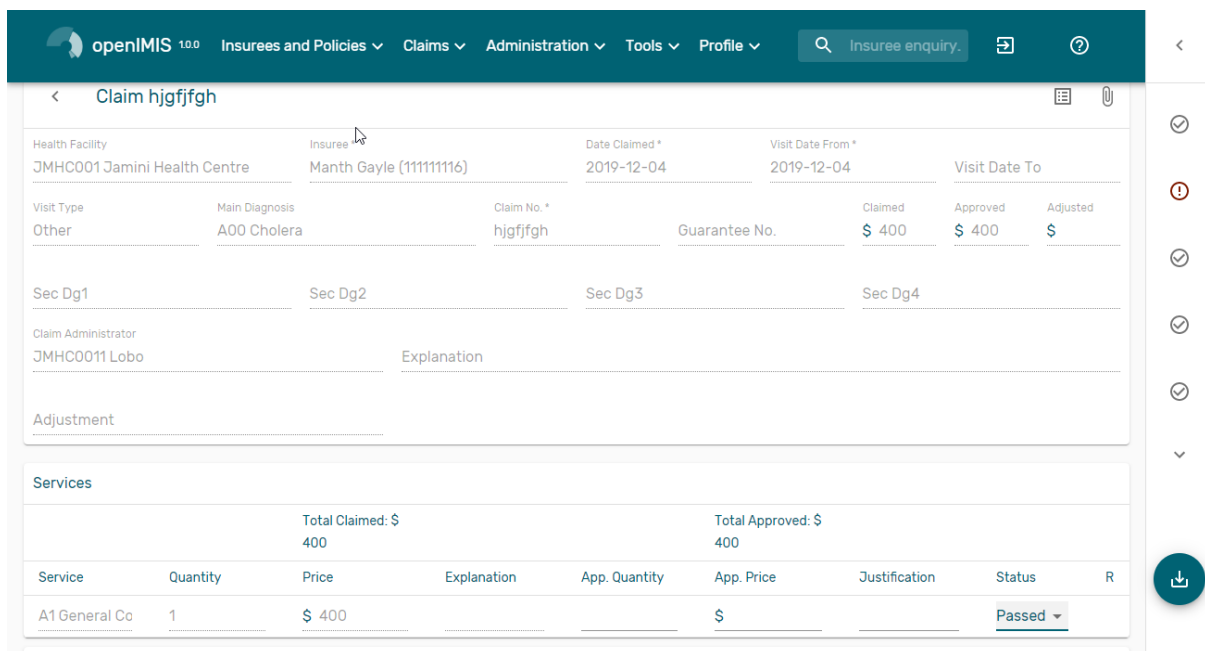 openIMIS 1.0.0 Insurees and Policies Claims Administration Tools Profile Insuree enquiry.
Claim hjgfjfgh
Health Facility Insuree * Date Claimed * Visit Date From *
JMHC001 Jamini Health Centre Manth Gayle (111111116) 2019-12-04 2019-12-04 Visit Date To
Visit Type Main Diagnosis Claim No. * Claimed Approved Adjusted
Other A00 Cholera hjgfjfgh Guarantee No. $ 400 $ 400 $
Sec Dg1 Sec Dg2 Sec Dg3 Sec Dg4
Claim Administrator
JMHC0011 Lobo Explanation
Adjustment
Services
Total Claimed: $ Total Approved: $
400 400
Service Quantity Price Explanation App. Quantity App. Price Justification Status R
A1 General Co 1 $ 400 $ Passed